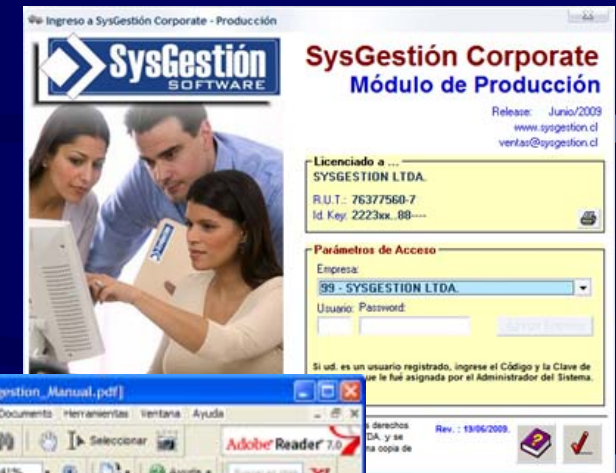 Ingreso a SysGestión Corporate - Producción
SysGestión
SOFTWARE
SysGestión Corporate
Módulo de Producción
Release: Junio/2009
www.sysgestion.cl
ventas@sysgestion.cl
Licenciado a ...
SYSGESTION LTDA.
R.U.T.: 76377560-7
Id. Key: 2223xx..88----
Parámetros de Acceso
Empresa:
99 - SYSGESTION LTDA.
Usuario: Password:
Si ud. es un usuario registrado, ingrese el Código y la Clave de
ue le fué asignada por el Administrador del Sistema.
estion_Manual.pdf]
Documento Herramientas Ventana Ayuda
Seleccionar
Adobe Reader 7.0
41%
Ayuda
s derechos
DA. y se
na copia de
Rev. : 19/06/2009.